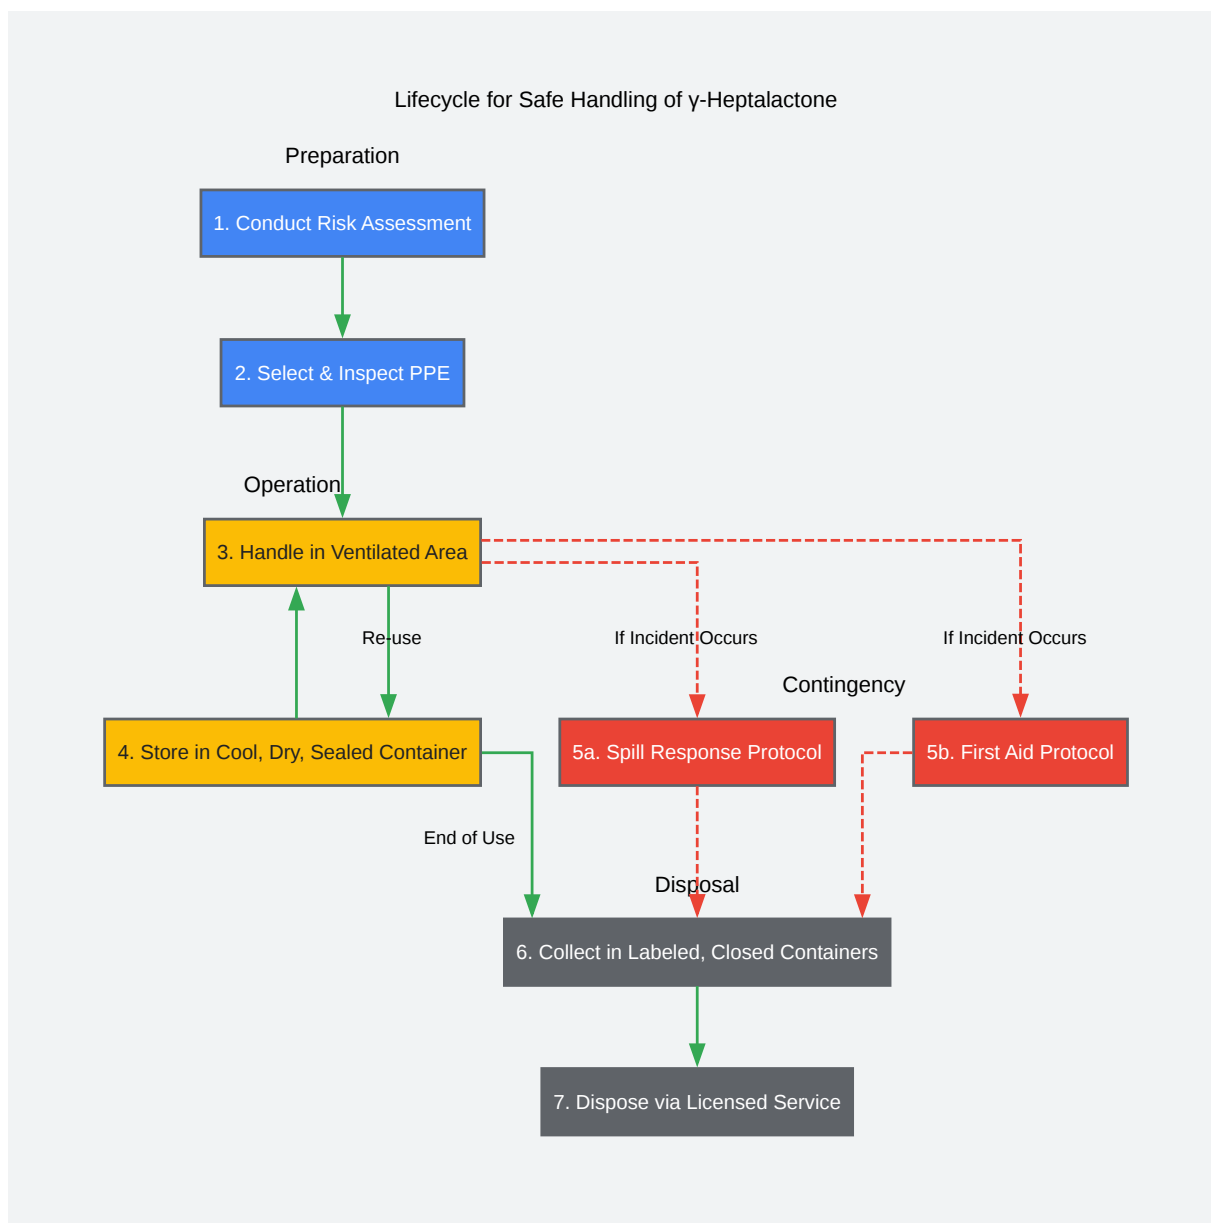 Lifecycle for Safe Handling of γ-Heptalactone
Preparation
1. Conduct Risk Assessment
2. Select & Inspect PPE
Operation
3. Handle in Ventilated Area
Re-use
If Incident Occurs
If Incident Occurs
Contingency
4. Store in Cool, Dry, Sealed Container
5a. Spill Response Protocol
5b. First Aid Protocol
End of Use
Disposal
6. Collect in Labeled, Closed Containers
7. Dispose via Licensed Service